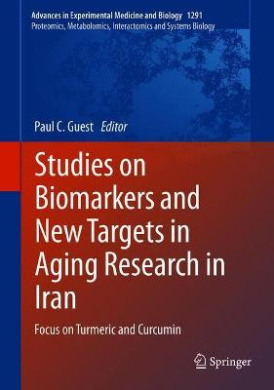 Advances in Experimental Medicine and Biology 1291
Proteomics, Metabolomics, Interactomics and Systems Biology
Paul C. Guest Editor
Studies on
Biomarkers and
New Targets in
Aging Research in
Iran
Focus on Turmeric and Curcumin
Springer